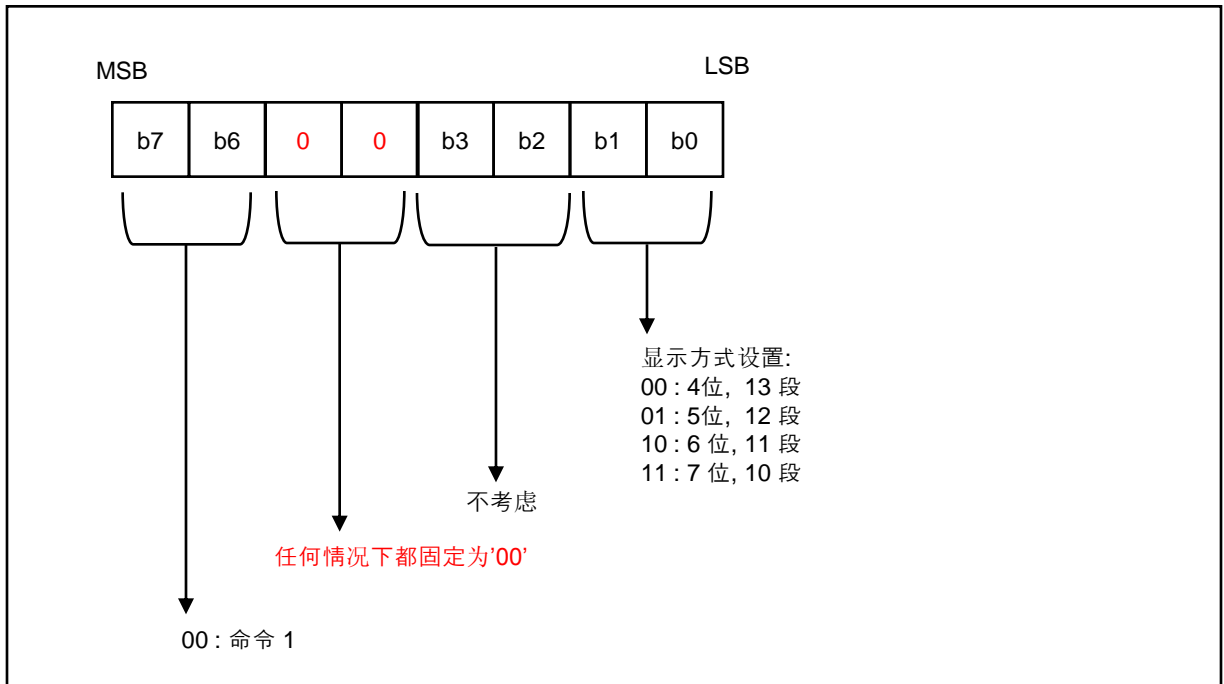 MSB
LSB
b7 b6 0 0 b3 b2 b1 b0
显示方式设置:
00 : 4位, 13 段
01 : 5位, 12 段
10 : 6 位, 11 段
11 : 7 位, 10 段
不考虑
任何情况下都固定为’00’
00 : 命令 1